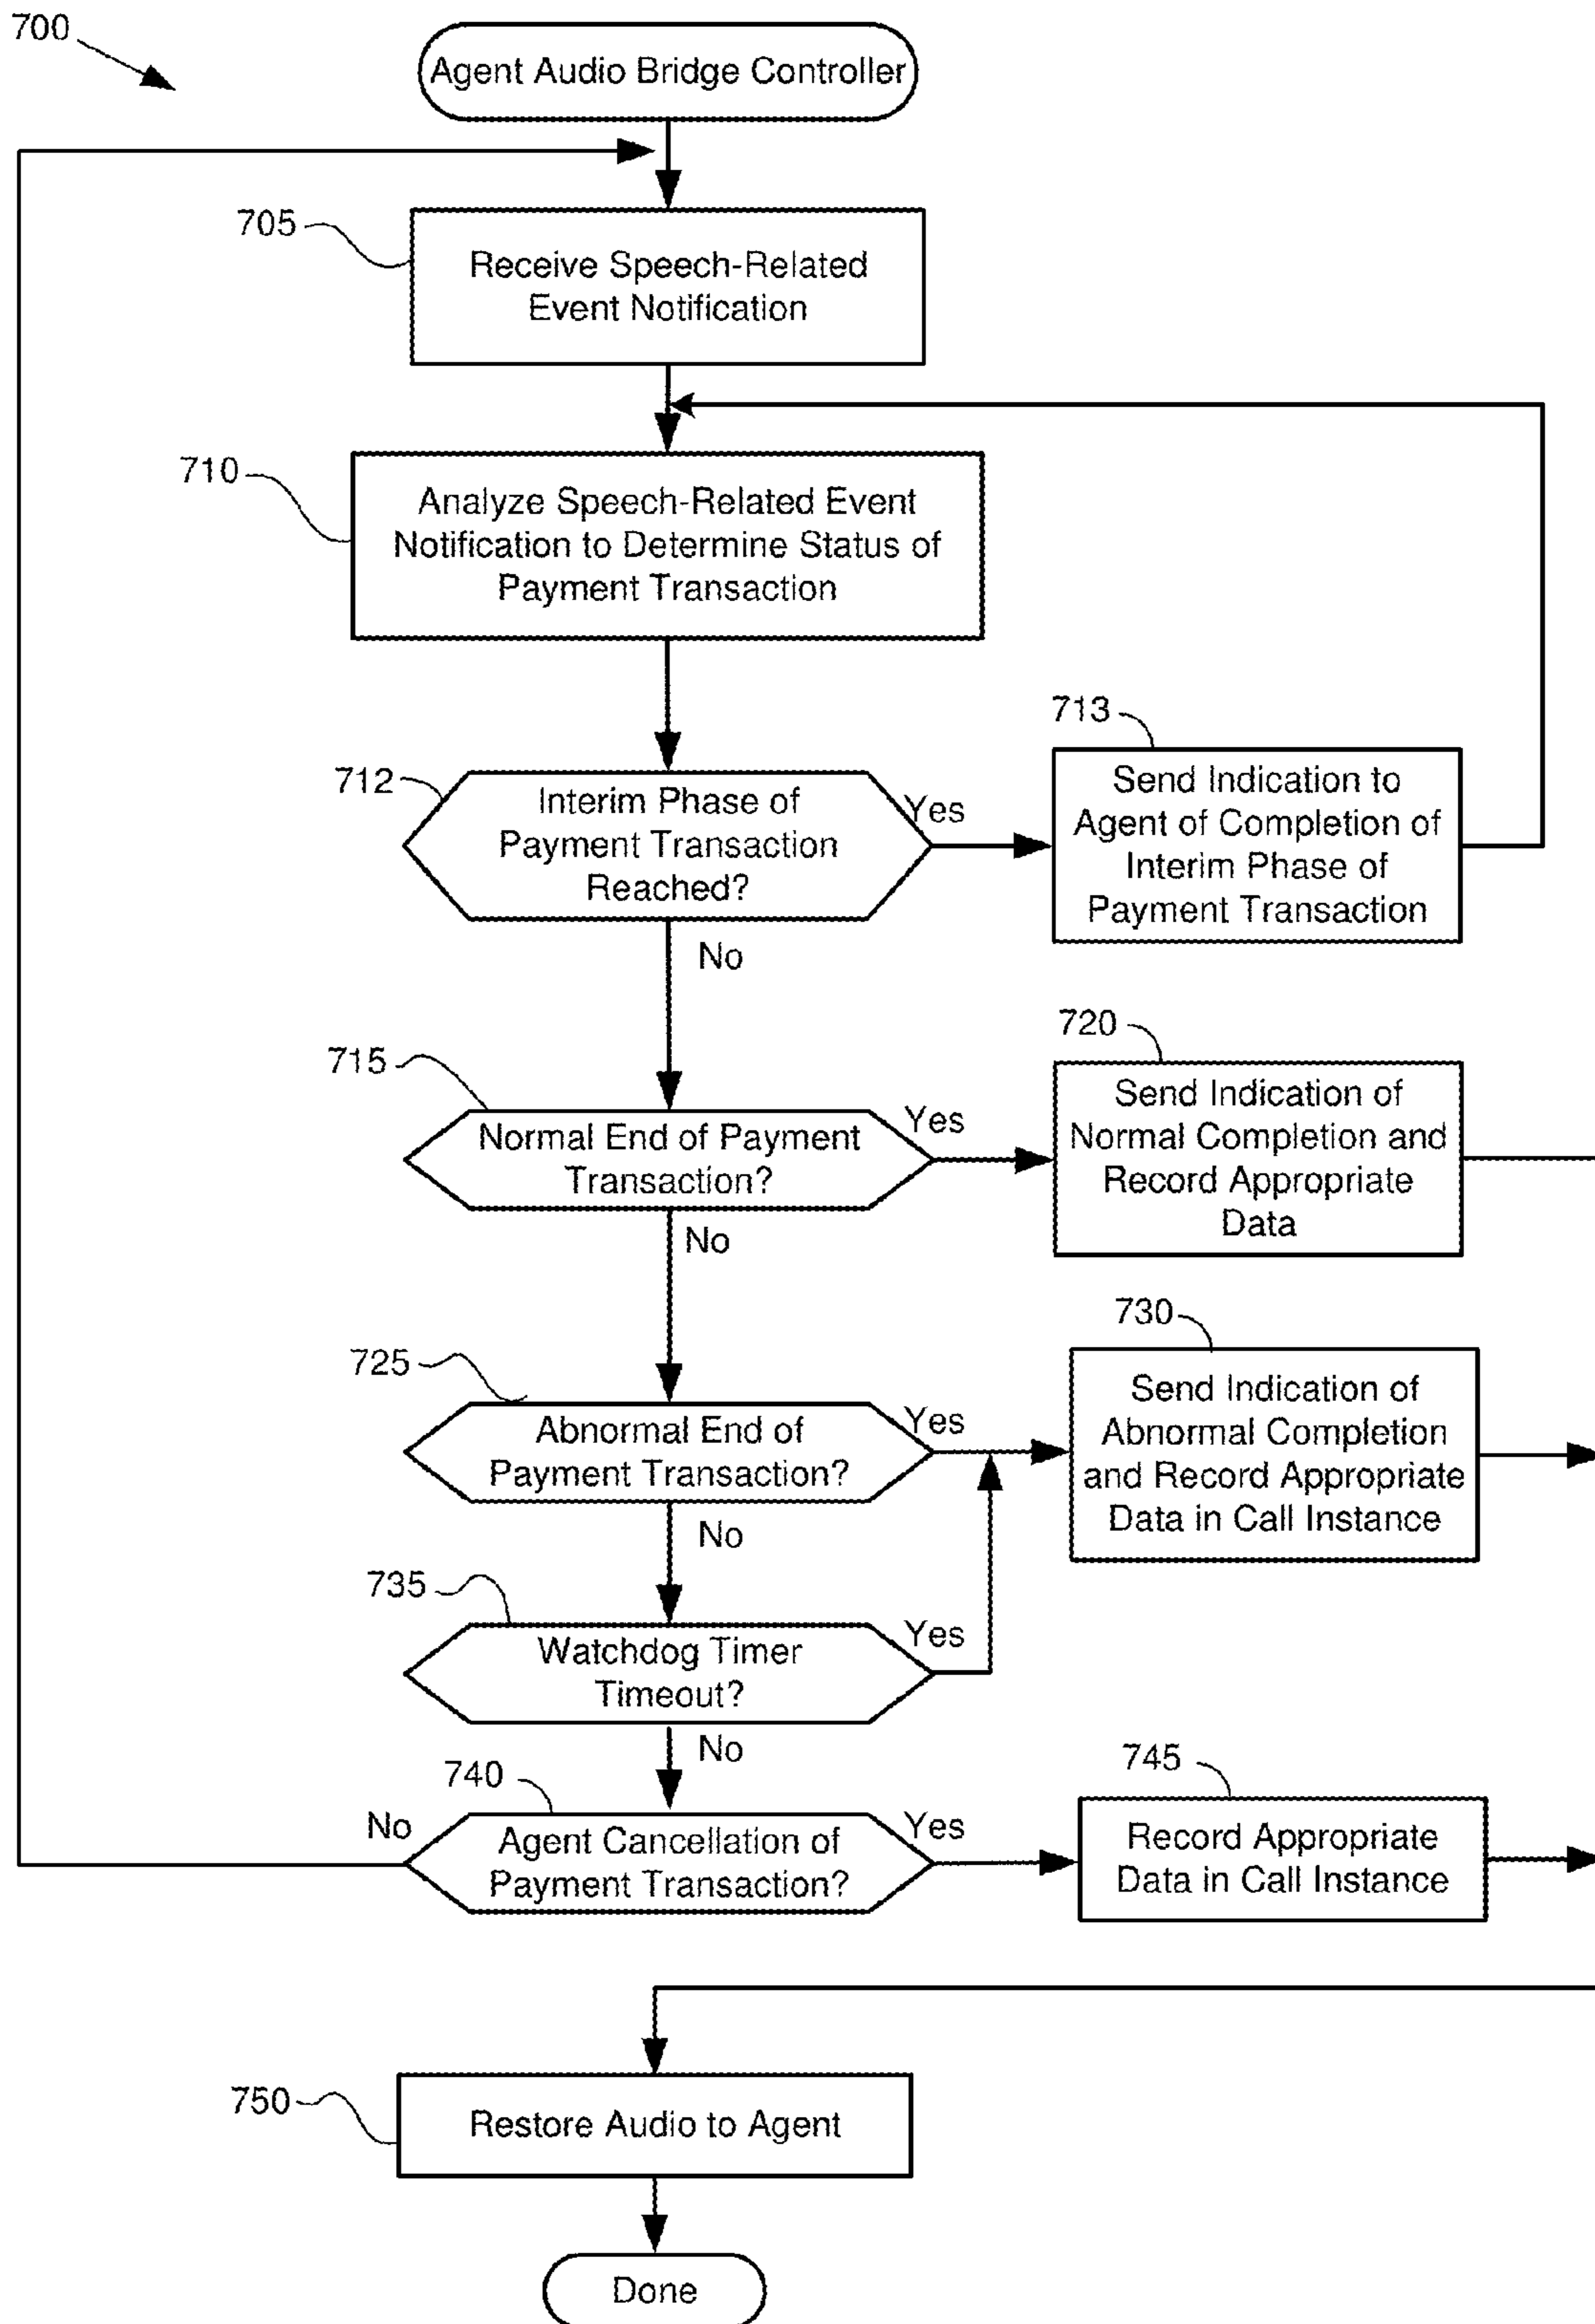 700
Agent Audio Bridge Controller
705
Receive Speech-Related
Event Notification
710
Analyze Speech-Related Event
Notification to Determine Status of
Payment Transaction
712
Interim Phase of
Payment Transaction
Reached?
Yes
No
713
Send Indication to
Agent of Completion of
Interim Phase of
Payment Transaction
715
Normal End of Payment
Transaction?
Yes
No
720
Send Indication of
Normal Completion and
Record Appropriate
Data
725
Abnormal End of
Payment Transaction?
Yes
No
730
Send Indication of
Abnormal Completion
and Record Appropriate
Data in Call Instance
735
Watchdog Timer
Timeout?
Yes
No
740
No
Agent Cancellation of
Payment Transaction?
Yes
745
Record Appropriate
Data in Call Instance
750
Restore Audio to Agent
Done